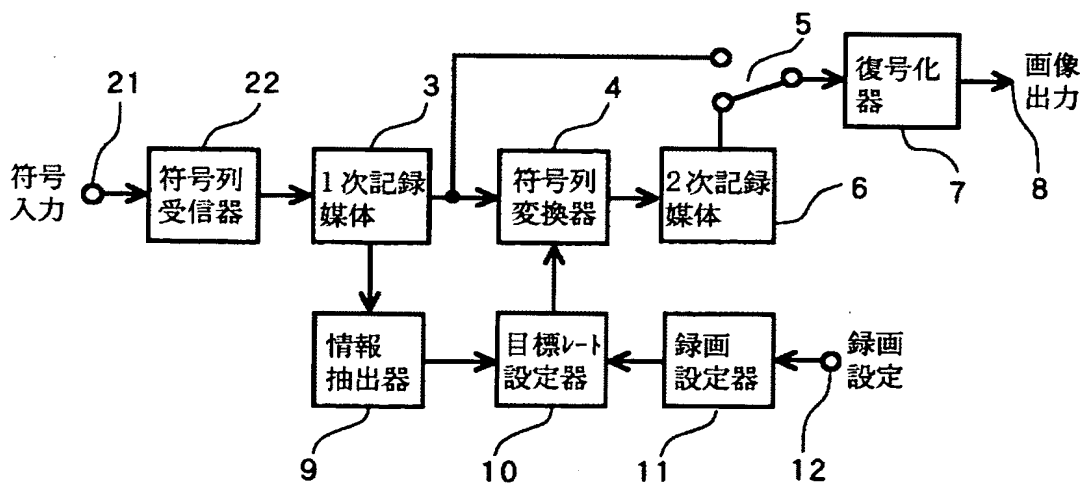 21
22
3
4
5
符号
入力
符号列
受信器
1次記録
媒体
符号列
変換器
2次記録
媒体
復号化
器
画像
出力
6
7
8
情報
抽出器
目標レート
設定器
録画
設定器
録画
設定
9
10
11
12